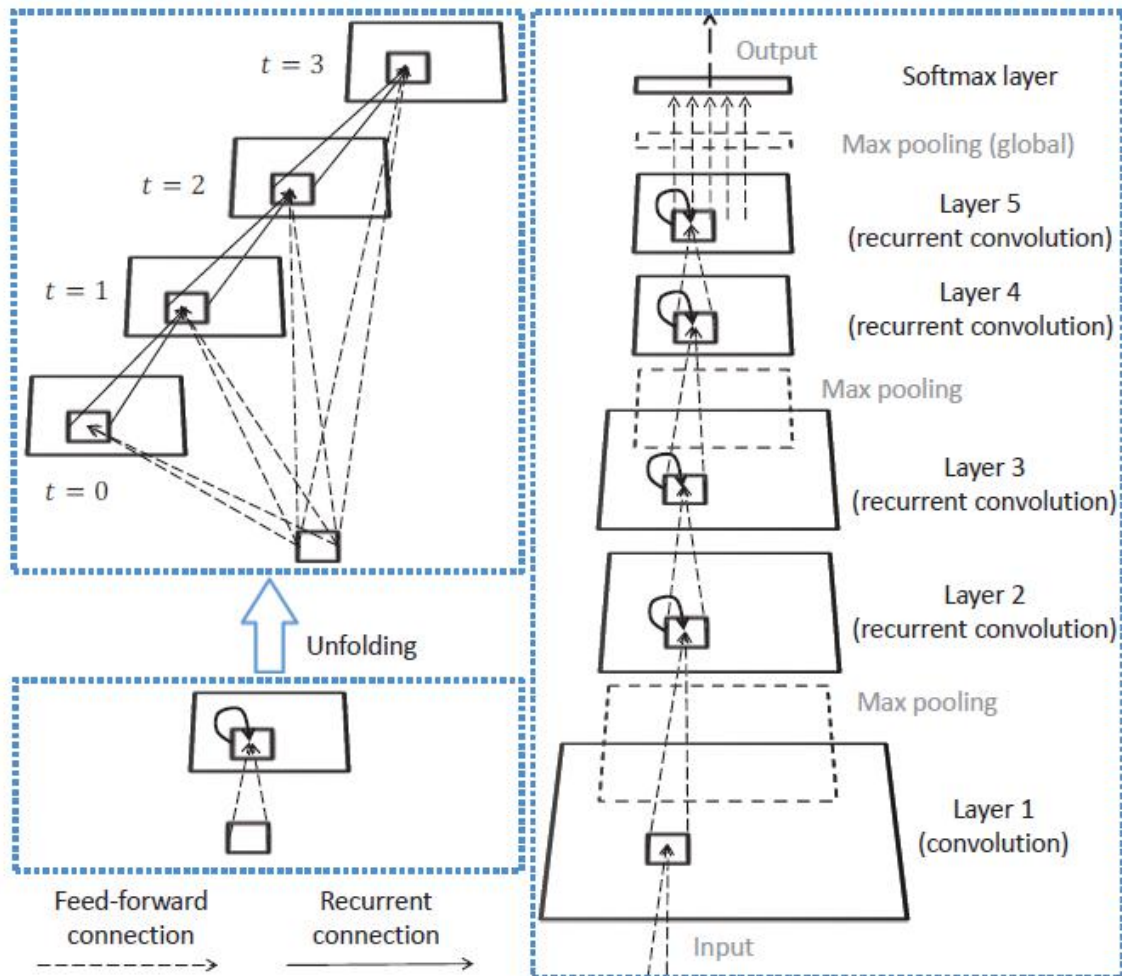 t = 3
t = 2
t = 1
t = 0
Unfolding
Feed-forward
connection
Recurrent
connection
Output
Softmax layer
Max pooling (global)
Layer 5
(recurrent convolution)
Layer 4
(recurrent convolution)
Max pooling
Layer 3
(recurrent convolution)
Layer 2
(recurrent convolution)
Max pooling
Layer 1
(convolution)
Input